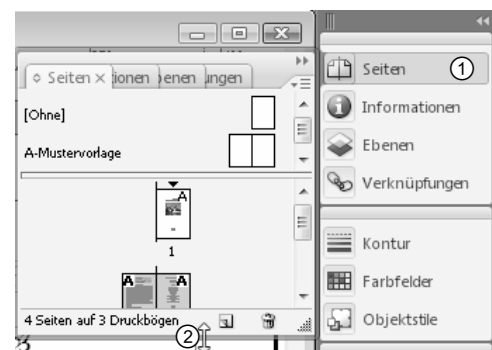 Seiten
ionen
benen
ungen
[Ohne]
A-Mustervorlage
A
1
A
A
4 Seiten auf 3 Druckbögen
2
Seiten
1
Informationen
Ebenen
Verknüpfungen
Kontur
Farbfelder
Objektstile